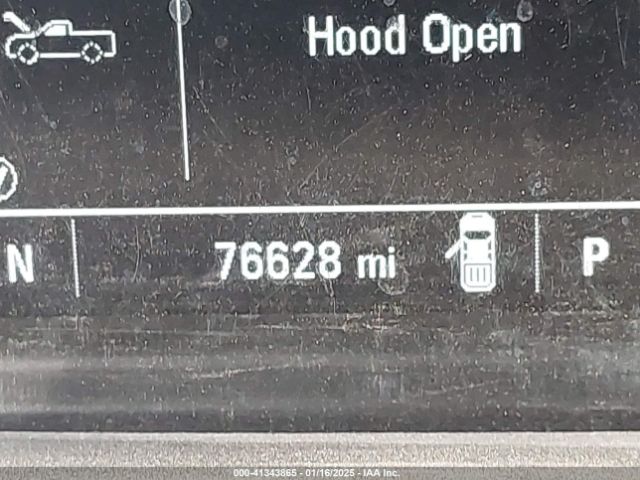 Hood Open
N 76628 mi P
000-41343865 - 01/16/2025 - IAA Inc.